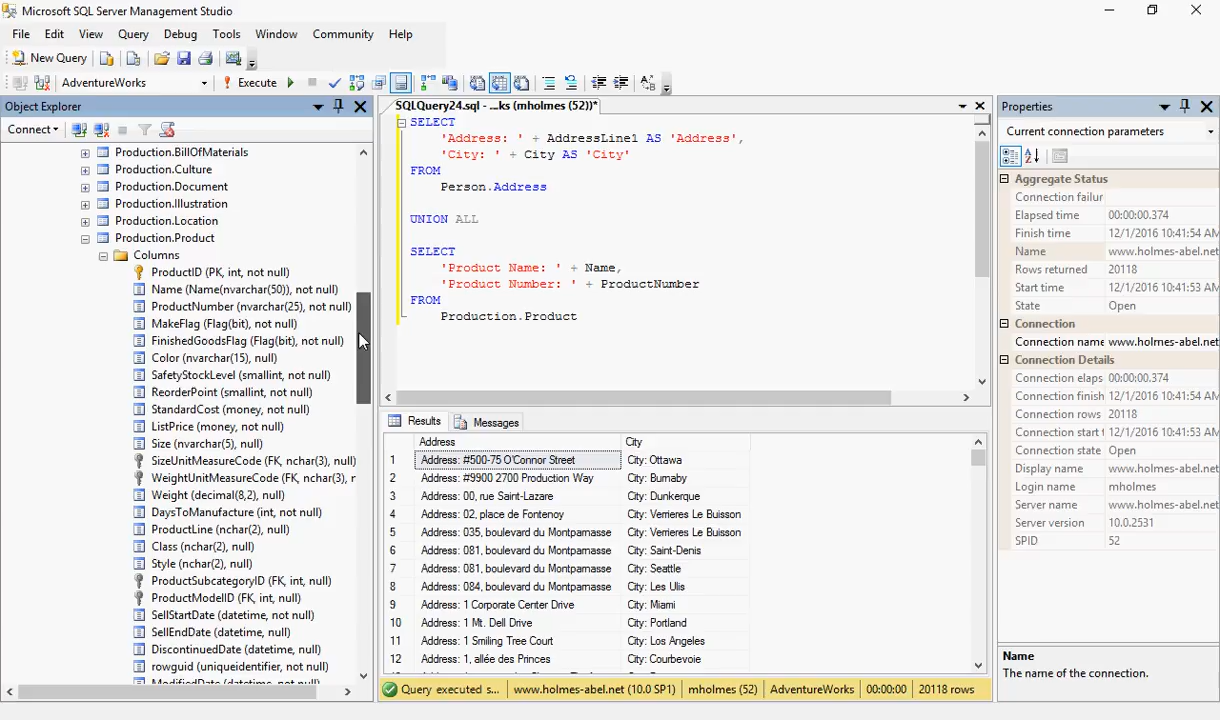 Microsoft SQL Server Management Studio
File Edit View Query Debug Tools Window Community Help
New Query
AdventureWorks
Execute
Object Explorer
Connect
Production.BillOfMaterials
Production.Culture
Production.Document
Production.Illustration
Production.Location
Production.Product
Columns
ProductID (PK, int, not null)
Name (Name(nvarchar(50)), not null)
ProductNumber (nvarchar(25), not null)
MakeFlag (Flag(bit), not null)
FinishedGoodsFlag (Flag(bit), not null)
Color (nvarchar(15), null)
SafetyStockLevel (smallint, not null)
ReorderPoint (smallint, not null)
StandardCost (money, not null)
ListPrice (money, not null)
Size (nvarchar(5), null)
SizeUnitMeasureCode (FK, nchar(3), null)
WeightUnitMeasureCode (FK, nchar(3), r
Weight (decimal(8,2), null)
DaysToManufacture (int, not null)
ProductLine (nchar(2), null)
Class (nchar(2), null)
Style (nchar(2), null)
ProductSubcategoryID (FK, int, null)
ProductModelID (FK, int, null)
SellStartDate (datetime, not null)
SellEndDate (datetime, null)
DiscontinuedDate (datetime, null)
rowguid (uniqueidentifier, not null)
ModifiedDate (datetime, not null)
SQLQuery24.sql - ...ks (mholmes (52))*
SELECT
'Address: ' + AddressLine1 AS 'Address',
'City: ' + City AS 'City'
FROM
Person.Address
UNION ALL
SELECT
'Product Name: ' + Name,
'Product Number: ' + ProductNumber
FROM
Production.Product
Results Messages
Address City
1 Address: #500-75 O'Connor Street City: Ottawa
2 Address: #9900 2700 Production Way City: Burnaby
3 Address: 00, rue Saint-Lazare City: Dunkerque
4 Address: 02, place de Fontenoy City: Verrieres Le Buisson
5 Address: 035, boulevard du Montparnasse City: Verrieres Le Buisson
6 Address: 081, boulevard du Montparnasse City: Saint-Denis
7 Address: 081, boulevard du Montparnasse City: Seattle
8 Address: 084, boulevard du Montparnasse City: Les Ulis
9 Address: 1 Corporate Center Drive City: Miami
10 Address: 1 Mt. Dell Drive City: Portland
11 Address: 1 Smiling Tree Court City: Los Angeles
12 Address: 1, allée des Princes City: Courbevoie
Query executed s... www.holmes-abel.net (10.0 SP1) mholmes (52) AdventureWorks 00:00:00 20118 rows
Properties
Current connection parameters
Aggregate Status
Connection failur
Elapsed time 00:00:00.374
Finish time 12/1/2016 10:41:54 AM
Name www.holmes-abel.net
Rows returned 20118
Start time 12/1/2016 10:41:53 AM
State Open
Connection
Connection name www.holmes-abel.net
Connection Details
Connection elaps 00:00:00.374
Connection finish 12/1/2016 10:41:54 AM
Connection rows 20118
Connection start t 12/1/2016 10:41:53 AM
Connection state Open
Display name www.holmes-abel.net
Login name mholmes
Server name www.holmes-abel.net
Server version 10.0.2531
SPID 52
Name
The name of the connection.